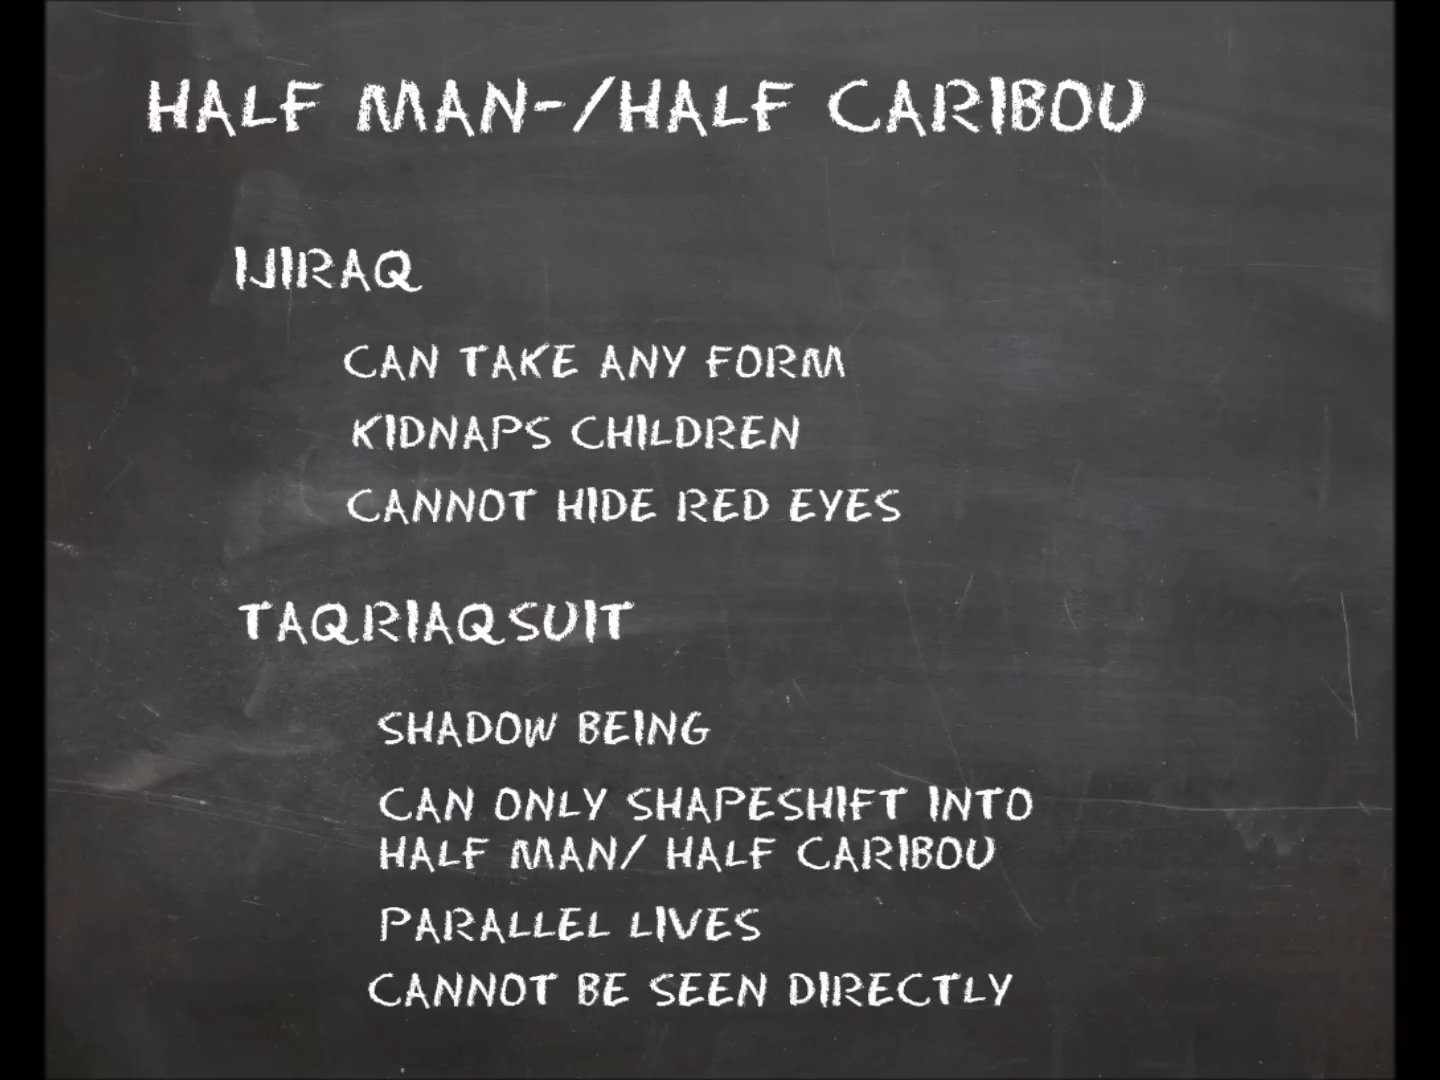 HALF MAN-/HALF CARIBOU
IJIRAQ
CAN TAKE ANY FORM
KIDNAPS CHILDREN
CANNOT HIDE RED EYES
TAQRIAQSUIT
SHADOW BEING
CAN ONLY SHAPESHIFT INTO
HALF MAN/ HALF CARIBOU
PARALLEL LIVES
CANNOT BE SEEN DIRECTLY